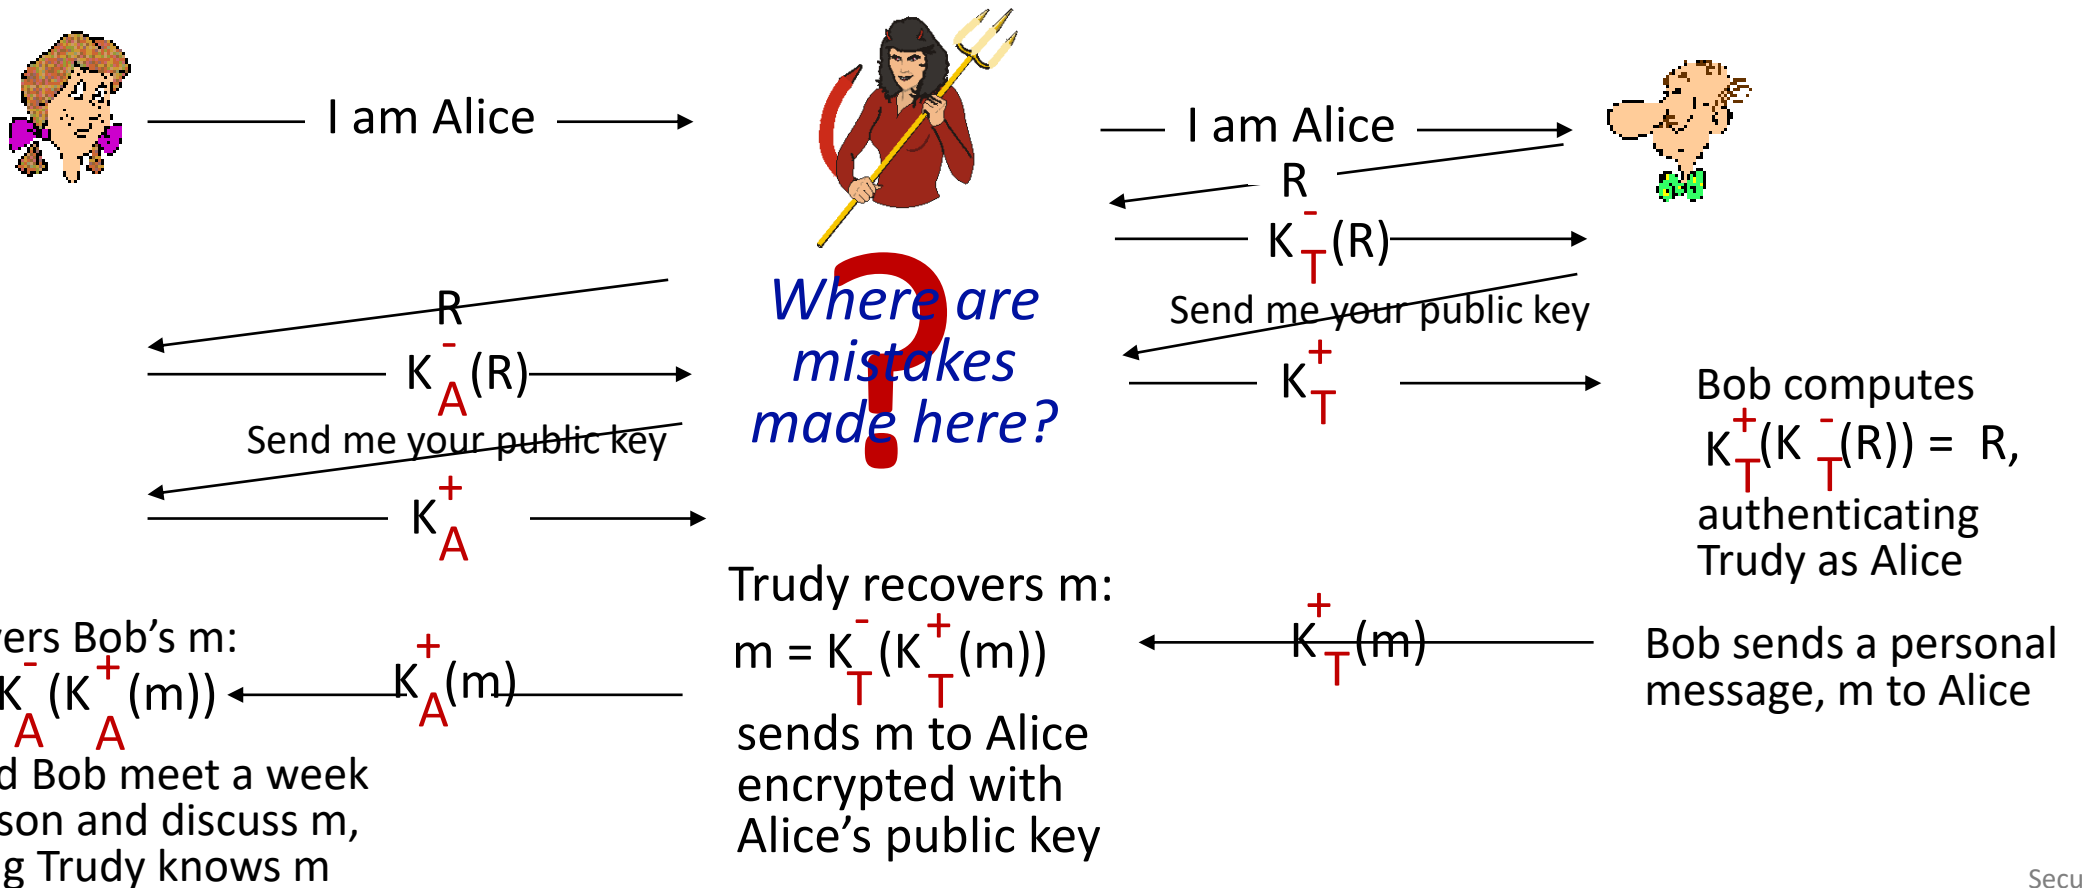 I am Alice
I am Alice
R
K⁻T(R)
Send me your public key
K⁺T
R
K⁻A(R)
Send me your public key
K⁺A
Where are
mistakes
made here?
?
Bob computes
K⁺T(K⁻T(R)) = R,
authenticating
Trudy as Alice
Bob sends a personal
message, m to Alice
K⁺T(m)
Trudy recovers m:
m = K⁻T(K⁺T(m))
sends m to Alice
encrypted with
Alice’s public key
K⁺A(m)
ers Bob’s m:
K⁻A(K⁺A(m))
d Bob meet a week
son and discuss m,
g Trudy knows m
Secu